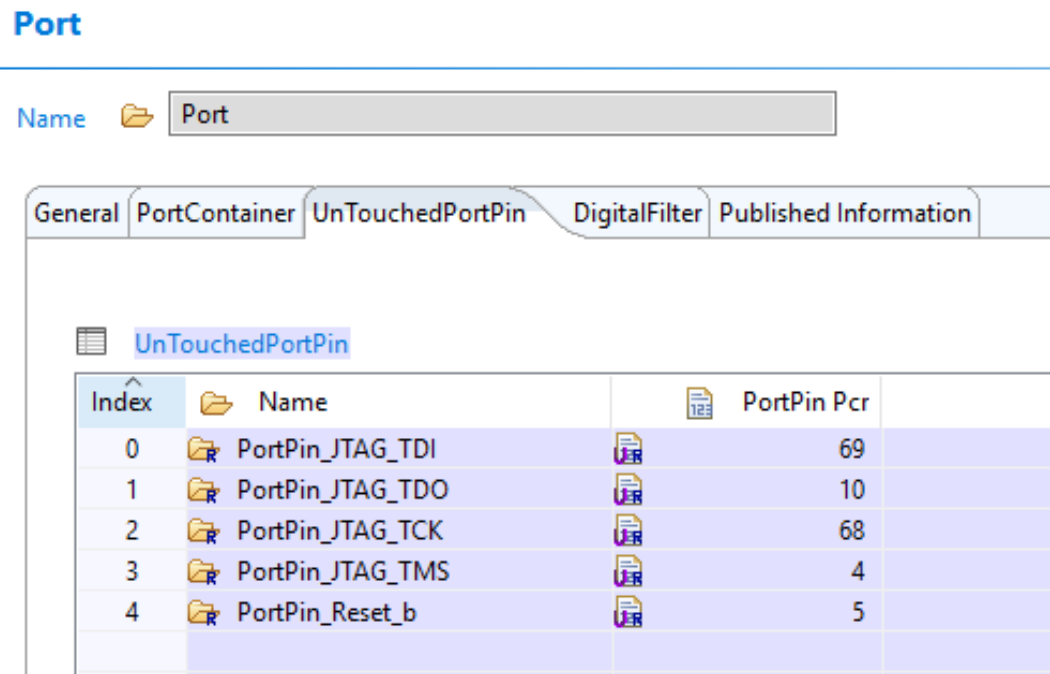 Port
Name Port
General PortContainer UnTouchedPortPin DigitalFilter Published Information
UnTouchedPortPin
Index Name PortPin Pcr
0 PortPin_JTAG_TDI 69
1 PortPin_JTAG_TDO 10
2 PortPin_JTAG_TCK 68
3 PortPin_JTAG_TMS 4
4 PortPin_Reset_b 5